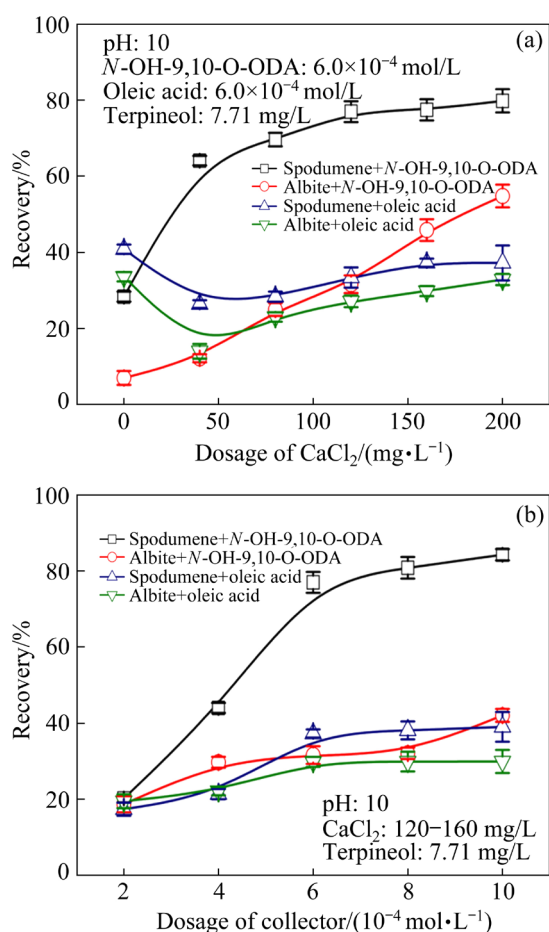 (a)
pH: 10
N-OH-9,10-O-ODA: 6.0×10⁻⁴ mol/L
Oleic acid: 6.0×10⁻⁴ mol/L
Terpineol: 7.71 mg/L
100
80
60
40
20
0
Recovery/%
Spodumene+N-OH-9,10-O-ODA
Albite+N-OH-9,10-O-ODA
Spodumene+oleic acid
Albite+oleic acid
0 50 100 150 200
Dosage of CaCl₂/(mg•L⁻¹)
(b)
100
80
60
40
20
0
Recovery/%
Spodumene+N-OH-9,10-O-ODA
Albite+N-OH-9,10-O-ODA
Spodumene+oleic acid
Albite+oleic acid
pH: 10
CaCl₂: 120−160 mg/L
Terpineol: 7.71 mg/L
2 4 6 8 10
Dosage of collector/(10⁻⁴ mol•L⁻¹)